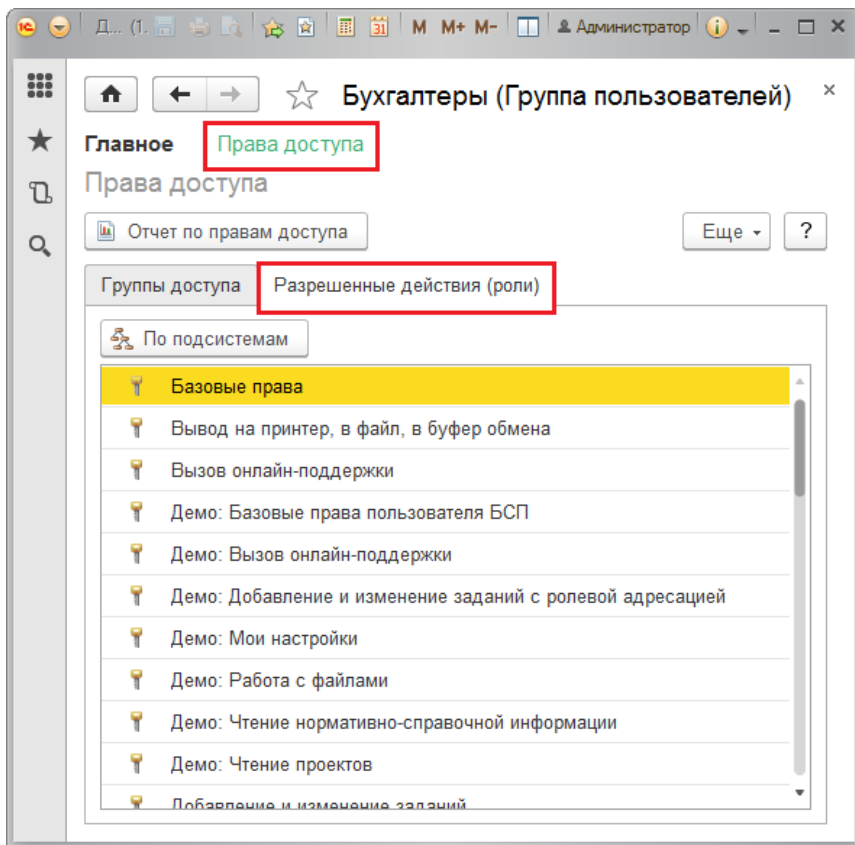 1С Д... (1. 31 M M+ M- Администратор
Бухгалтеры (Группа пользователей)
Главное Права доступа
Права доступа
Отчет по правам доступа Еще ?
Группы доступа Разрешенные действия (роли)
По подсистемам
Базовые права
Вывод на принтер, в файл, в буфер обмена
Вызов онлайн-поддержки
Демо: Базовые права пользователя БСП
Демо: Вызов онлайн-поддержки
Демо: Добавление и изменение заданий с ролевой адресацией
Демо: Мои настройки
Демо: Работа с файлами
Демо: Чтение нормативно-справочной информации
Демо: Чтение проектов
Добавление и изменение заданий